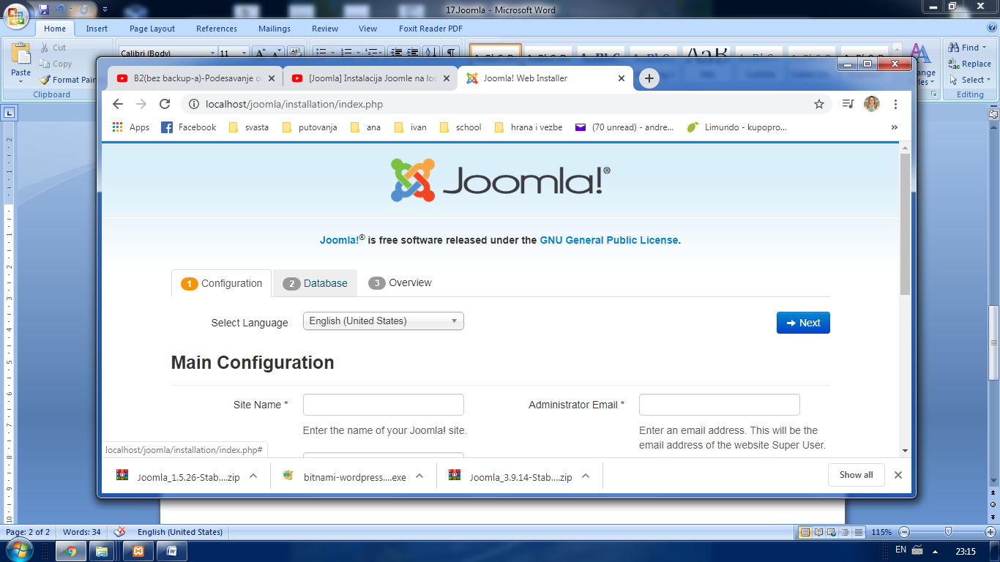 17.Joomla - Microsoft Word
Home Insert Page Layout References Mailings Review View Foxit Reader PDF
Cut
Copy
Format Pain
Paste
Clipboard
Calibri (Body) 11
Find
Replace
Select
Editing
B2(bez backup-a)-Podesavanje o
[Joomla] Instalacija Joomle na loc
Joomla! Web Installer
localhost/joomla/installation/index.php
Apps Facebook svasta putovanja ana ivan school hrana i vezbe (70 unread) - andre... Limundo - kupopro... »
Joomla!®
Joomla!® is free software released under the GNU General Public License.
1 Configuration 2 Database 3 Overview
Select Language English (United States) Next
Main Configuration
Site Name * Administrator Email *
Enter the name of your Joomla! site. Enter an email address. This will be the
email address of the website Super User.
localhost/joomla/installation/index.php#
Joomla_1.5.26-Stab....zip bitnami-wordpress....exe Joomla_3.9.14-Stab....zip Show all
Page: 2 of 2 Words: 34 English (United States) 115%
EN 23:15